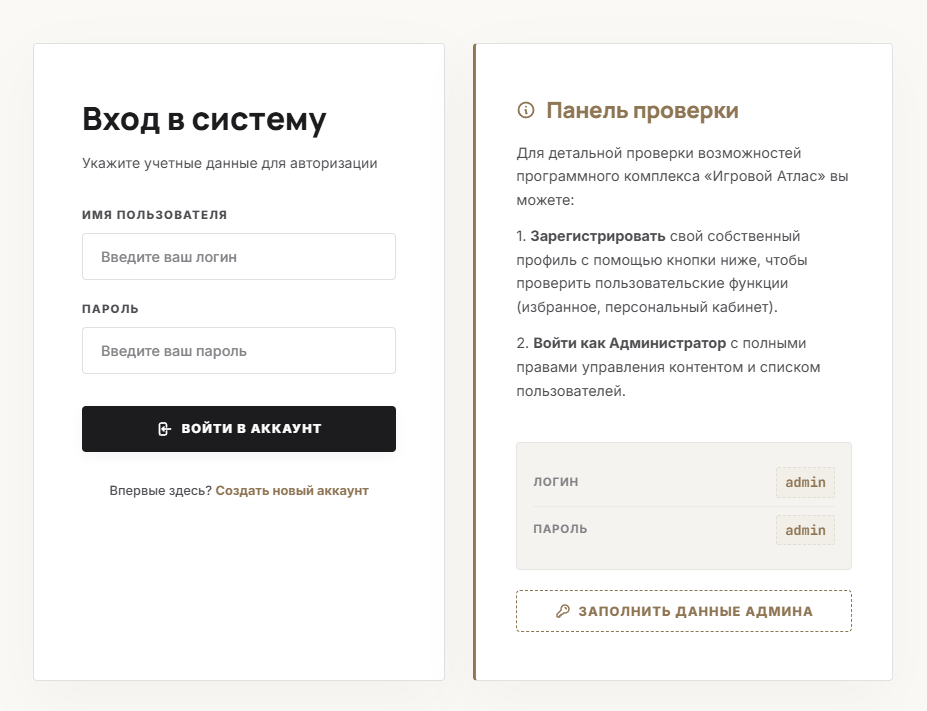 Вход в систему
Укажите учетные данные для авторизации
ИМЯ ПОЛЬЗОВАТЕЛЯ
Введите ваш логин
ПАРОЛЬ
Введите ваш пароль
ВОЙТИ В АККАУНТ
Впервые здесь? Создать новый аккаунт
Панель проверки
Для детальной проверки возможностей
программного комплекса «Игровой Атлас» вы
можете:
1. Зарегистрировать свой собственный
профиль с помощью кнопки ниже, чтобы
проверить пользовательские функции
(избранное, персональный кабинет).
2. Войти как Администратор с полными
правами управления контентом и списком
пользователей.
ЛОГИН admin
ПАРОЛЬ admin
ЗАПОЛНИТЬ ДАННЫЕ АДМИНА